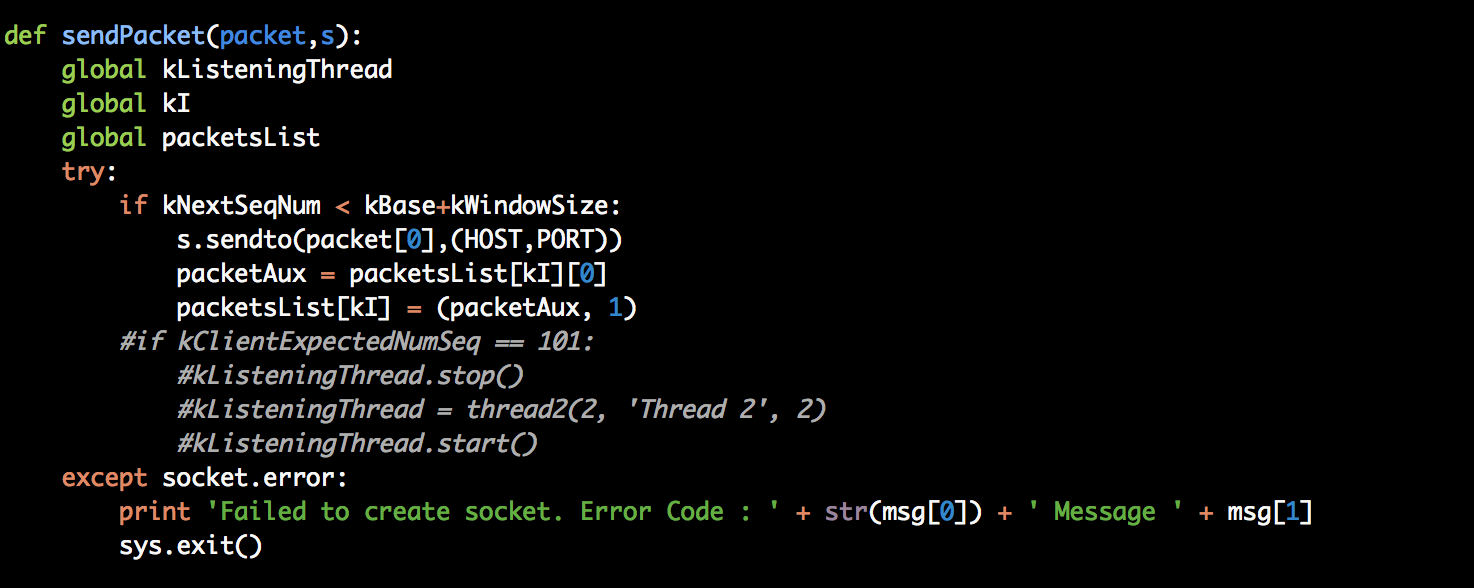 def sendPacket(packet,s):
    global kListeningThread
    global kI
    global packetsList
    try:
        if kNextSeqNum < kBase+kWindowSize:
            s.sendto(packet[0],(HOST,PORT))
            packetAux = packetsList[kI][0]
            packetsList[kI] = (packetAux, 1)
        #if kClientExpectedNumSeq == 101:
            #kListeningThread.stop()
            #kListeningThread = thread2(2, 'Thread 2', 2)
            #kListeningThread.start()
    except socket.error:
        print 'Failed to create socket. Error Code : ' + str(msg[0]) + ' Message ' + msg[1]
        sys.exit()